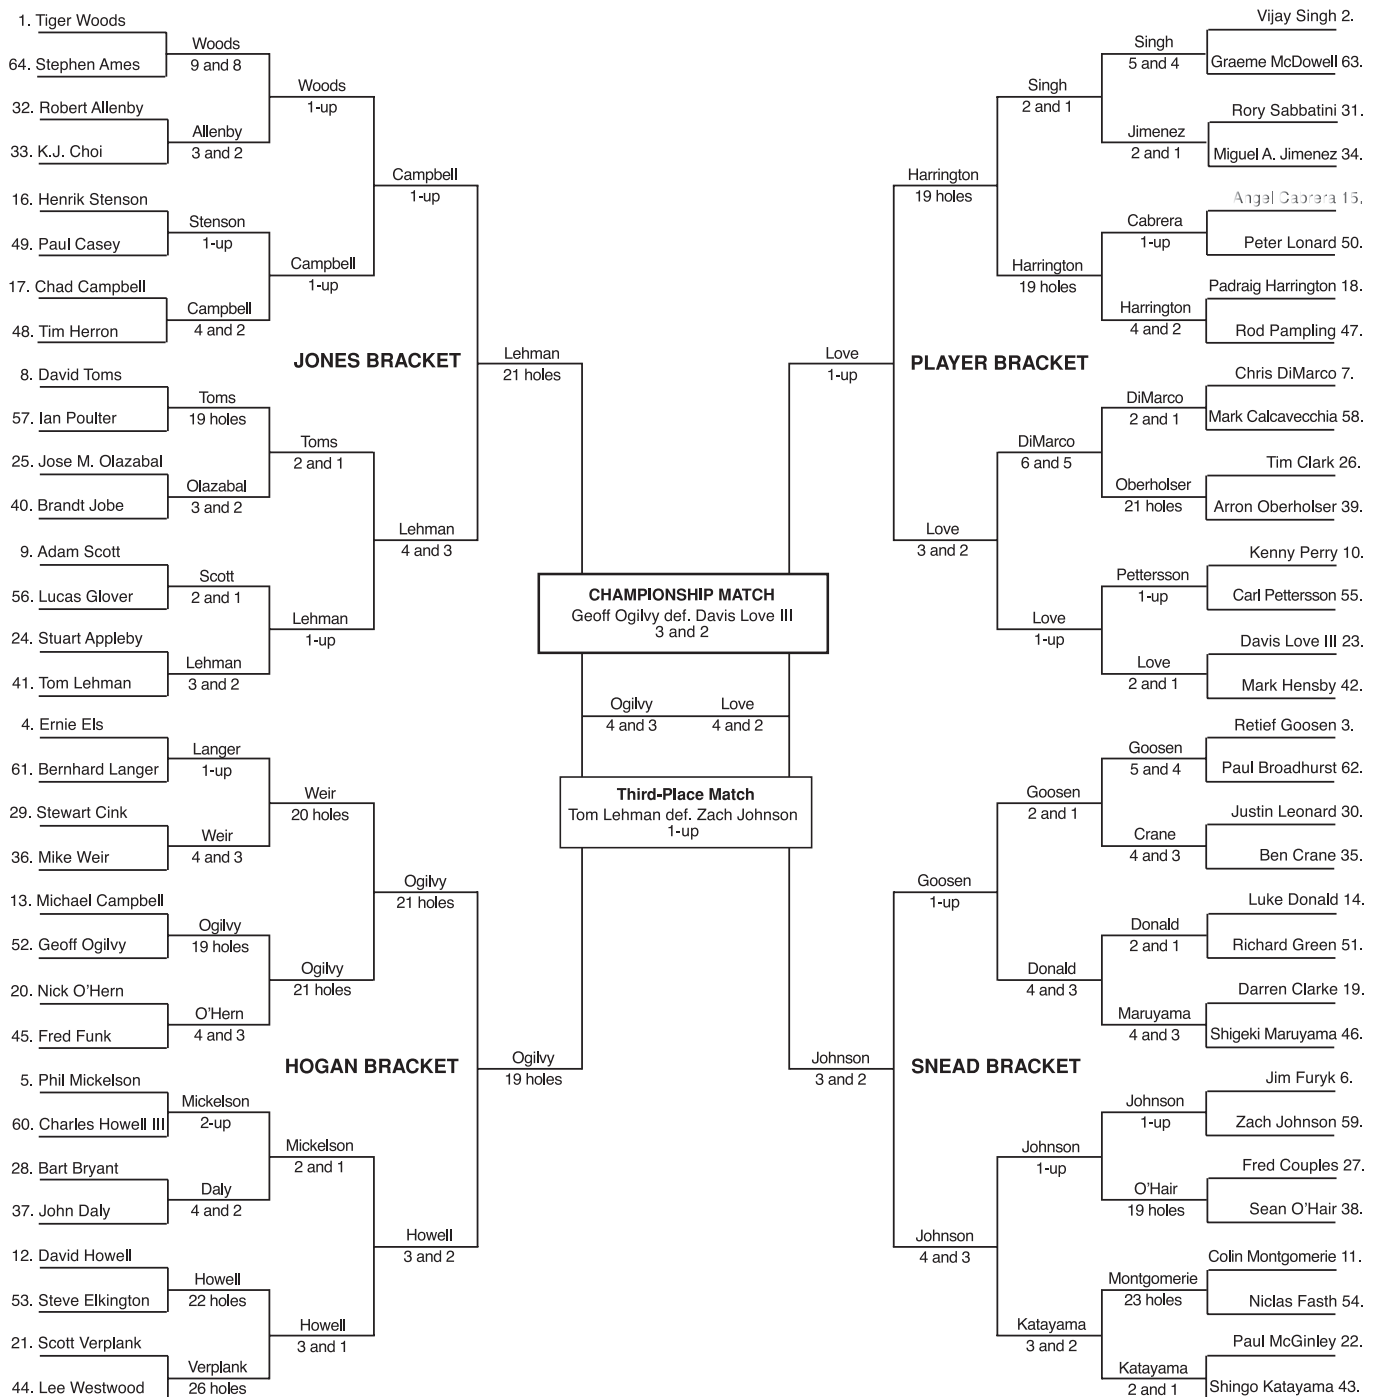 1. Tiger Woods
Woods
9 and 8
64. Stephen Ames
Woods
1-up
32. Robert Allenby
Allenby
3 and 2
33. K.J. Choi
Campbell
1-up
16. Henrik Stenson
Stenson
1-up
49. Paul Casey
Campbell
1-up
17. Chad Campbell
Campbell
4 and 2
48. Tim Herron
JONES BRACKET
Lehman
21 holes
8. David Toms
Toms
19 holes
57. Ian Poulter
Toms
2 and 1
25. Jose M. Olazabal
Olazabal
3 and 2
40. Brandt Jobe
Lehman
4 and 3
9. Adam Scott
Scott
2 and 1
56. Lucas Glover
Lehman
1-up
24. Stuart Appleby
Lehman
3 and 2
41. Tom Lehman
4. Ernie Els
Langer
1-up
61. Bernhard Langer
Weir
20 holes
29. Stewart Cink
Weir
4 and 3
36. Mike Weir
Ogilvy
21 holes
13. Michael Campbell
Ogilvy
19 holes
52. Geoff Ogilvy
Ogilvy
21 holes
20. Nick O'Hern
O'Hern
4 and 3
45. Fred Funk
HOGAN BRACKET
Ogilvy
19 holes
5. Phil Mickelson
Mickelson
2-up
60. Charles Howell III
Mickelson
2 and 1
28. Bart Bryant
Daly
4 and 2
37. John Daly
Howell
3 and 2
12. David Howell
Howell
22 holes
53. Steve Elkington
Howell
3 and 1
21. Scott Verplank
Verplank
26 holes
44. Lee Westwood
CHAMPIONSHIP MATCH
Geoff Ogilvy def. Davis Love III
3 and 2
Ogilvy
4 and 3
Love
4 and 2
Third-Place Match
Tom Lehman def. Zach Johnson
1-up
Vijay Singh 2.
Singh
5 and 4
Graeme McDowell 63.
Singh
2 and 1
Rory Sabbatini 31.
Jimenez
2 and 1
Miguel A. Jimenez 34.
Harrington
19 holes
Angel Cabrera 15.
Cabrera
1-up
Peter Lonard 50.
Harrington
19 holes
Padraig Harrington 18.
Harrington
4 and 2
Rod Pampling 47.
Love
1-up
PLAYER BRACKET
Chris DiMarco 7.
DiMarco
2 and 1
Mark Calcavecchia 58.
DiMarco
6 and 5
Tim Clark 26.
Oberholser
21 holes
Arron Oberholser 39.
Love
3 and 2
Kenny Perry 10.
Pettersson
1-up
Carl Pettersson 55.
Love
1-up
Davis Love III 23.
Love
2 and 1
Mark Hensby 42.
Retief Goosen 3.
Goosen
5 and 4
Paul Broadhurst 62.
Goosen
2 and 1
Justin Leonard 30.
Crane
4 and 3
Ben Crane 35.
Goosen
1-up
Luke Donald 14.
Donald
2 and 1
Richard Green 51.
Donald
4 and 3
Darren Clarke 19.
Maruyama
4 and 3
Shigeki Maruyama 46.
Johnson
3 and 2
SNEAD BRACKET
Jim Furyk 6.
Johnson
1-up
Zach Johnson 59.
Johnson
1-up
Fred Couples 27.
O'Hair
19 holes
Sean O'Hair 38.
Johnson
4 and 3
Colin Montgomerie 11.
Montgomerie
23 holes
Niclas Fasth 54.
Katayama
3 and 2
Paul McGinley 22.
Katayama
2 and 1
Shingo Katayama 43.